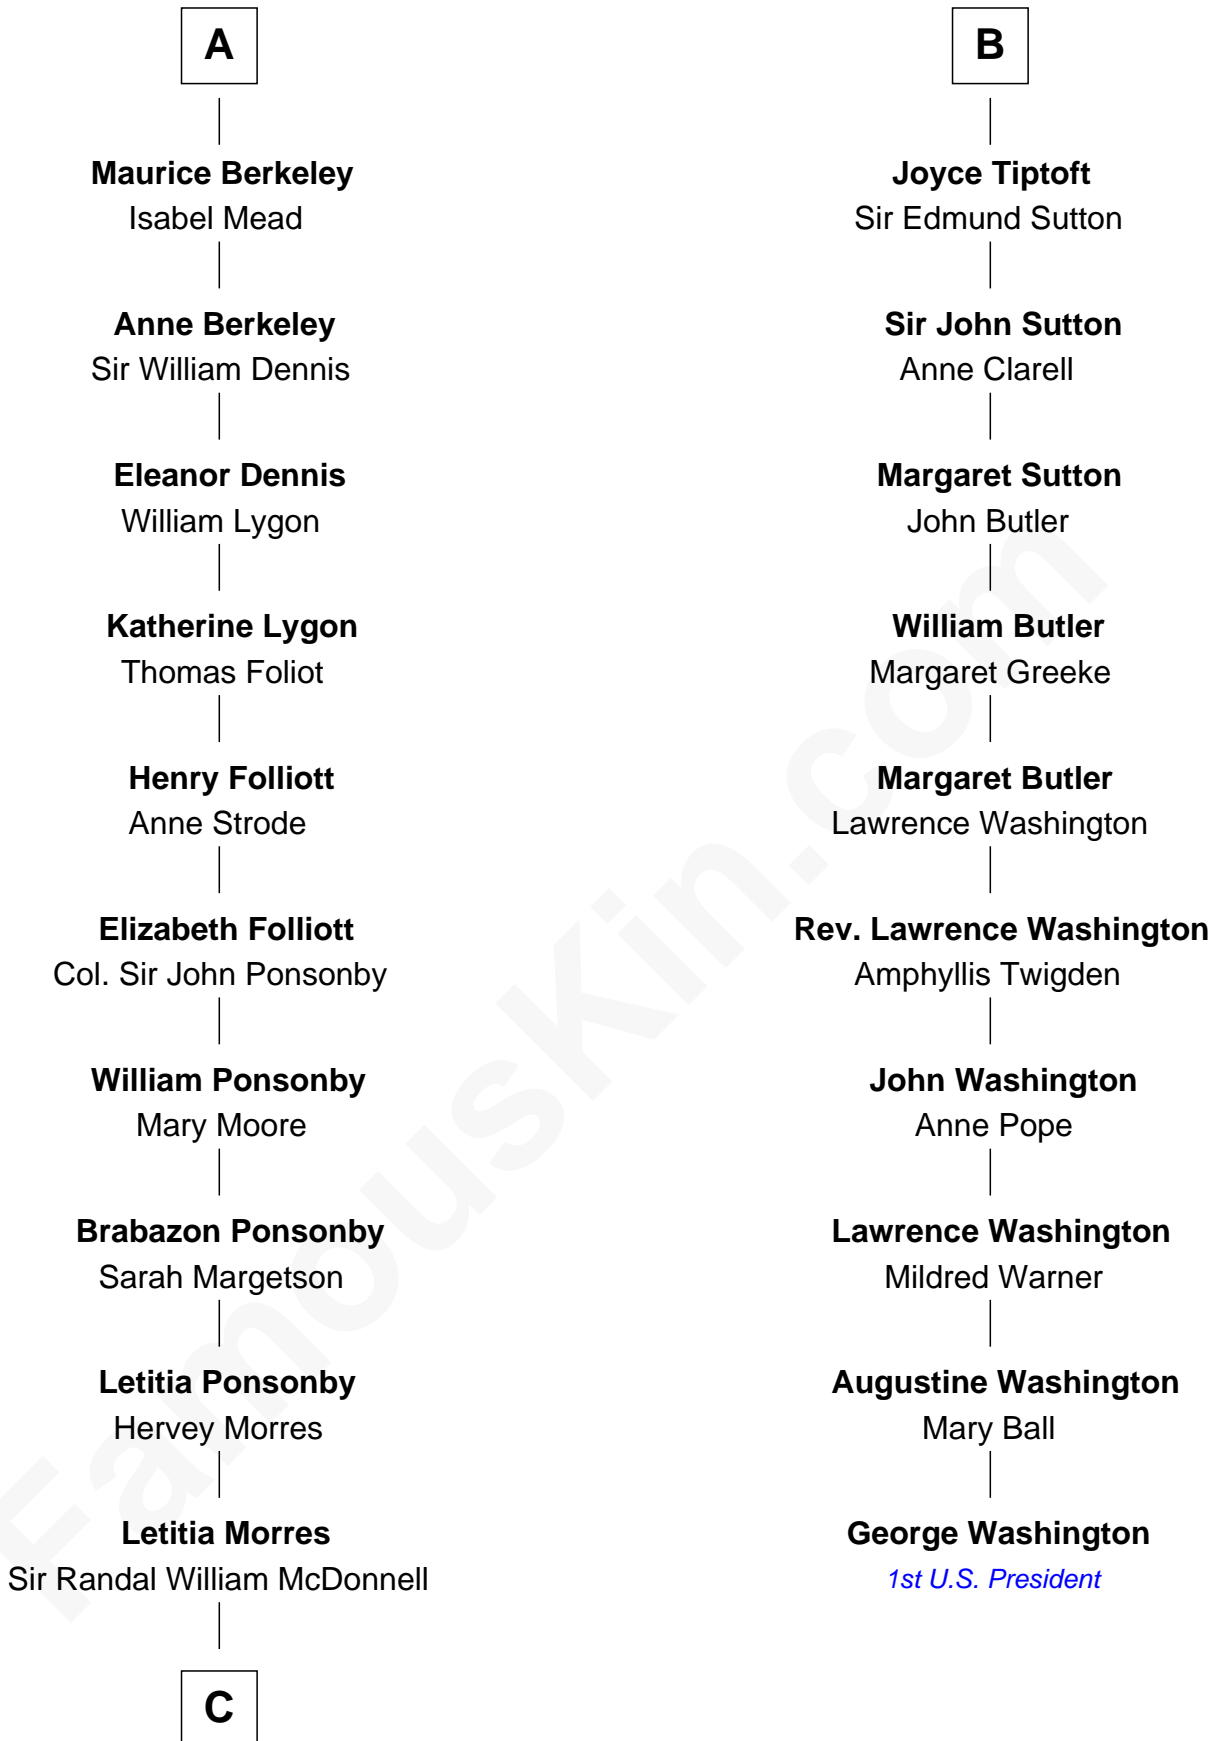 A
Maurice Berkeley
Isabel Mead
Anne Berkeley
Sir William Dennis
Eleanor Dennis
William Lygon
Katherine Lygon
Thomas Foliot
Henry Folliott
Anne Strode
Elizabeth Folliott
Col. Sir John Ponsonby
William Ponsonby
Mary Moore
Brabazon Ponsonby
Sarah Margetson
Letitia Ponsonby
Hervey Morres
Letitia Morres
Sir Randal William McDonnell
C
B
Joyce Tiptoft
Sir Edmund Sutton
Sir John Sutton
Anne Clarell
Margaret Sutton
John Butler
William Butler
Margaret Greeke
Margaret Butler
Lawrence Washington
Rev. Lawrence Washington
Amphyllis Twigden
John Washington
Anne Pope
Lawrence Washington
Mildred Warner
Augustine Washington
Mary Ball
George Washington
1st U.S. President
FamousKin.com